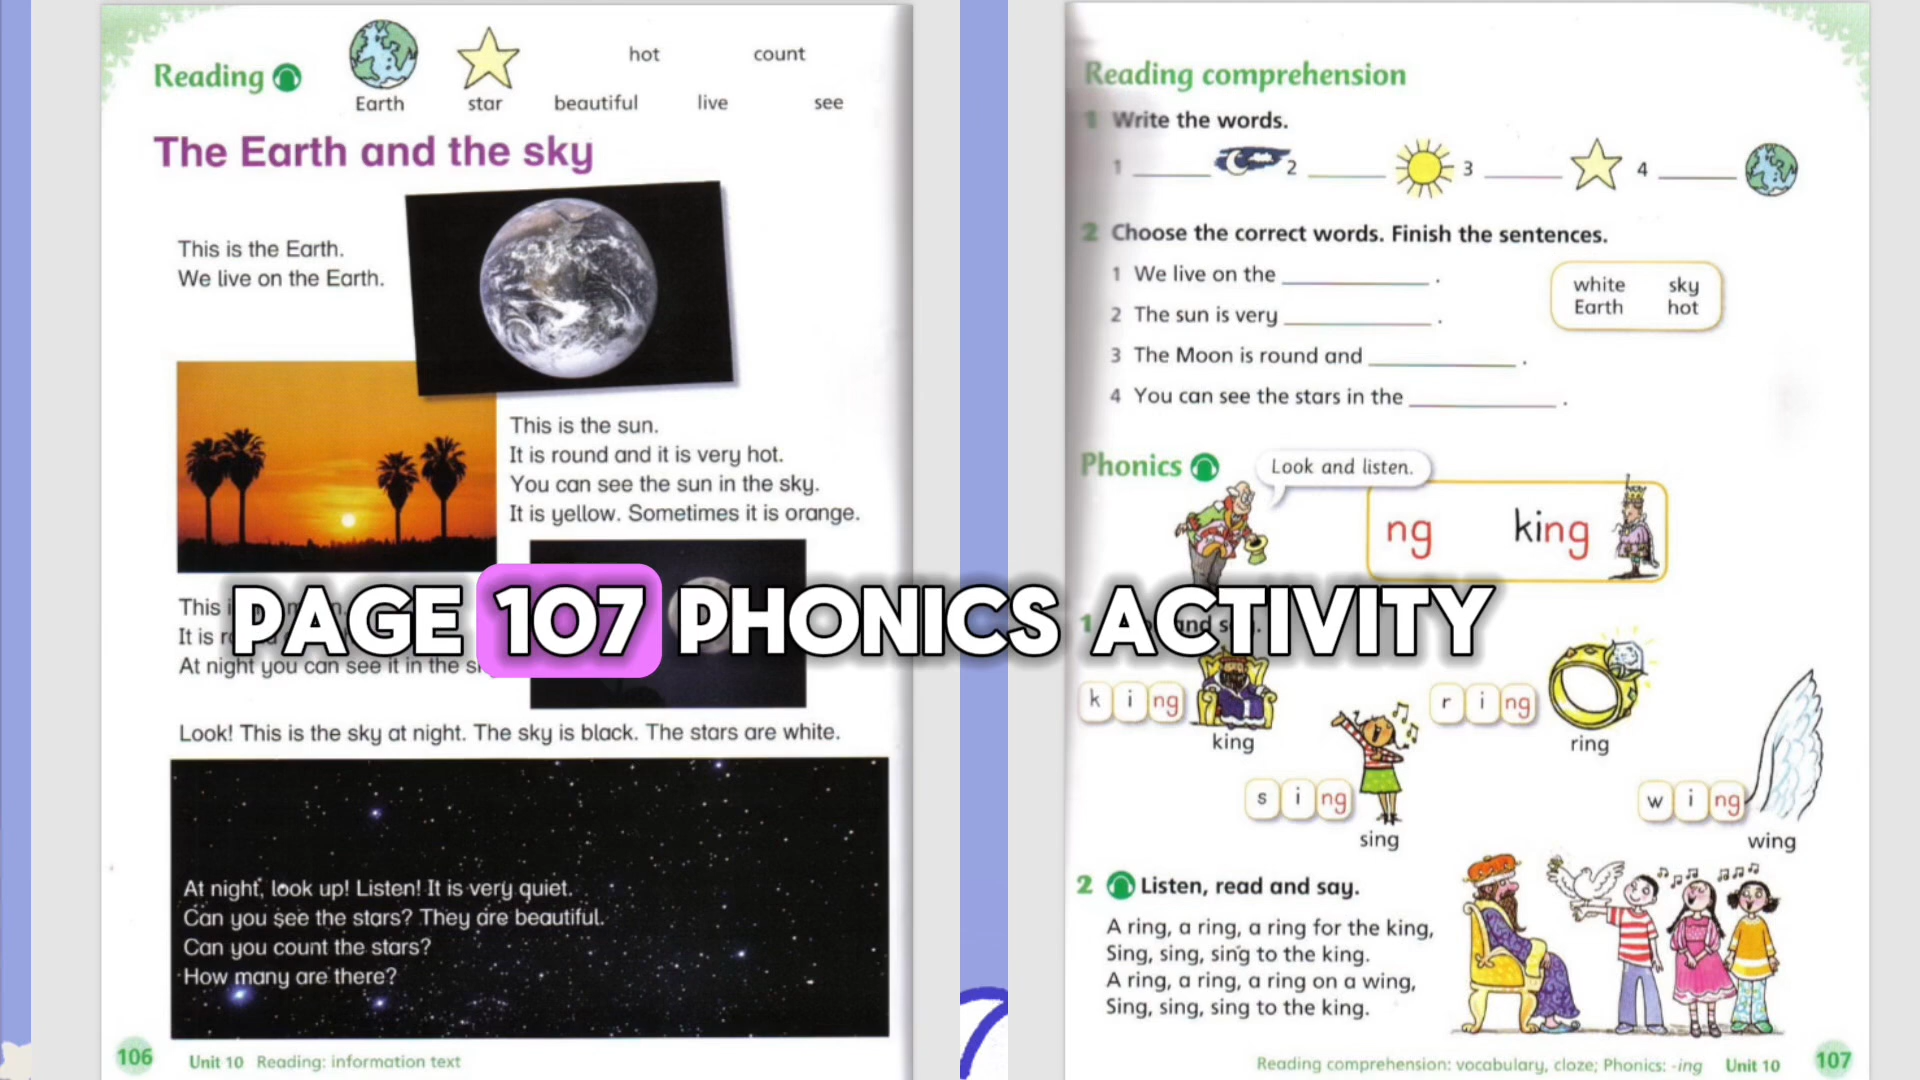 Reading
hot count
Earth star beautiful live see
The Earth and the sky
This is the Earth.
We live on the Earth.
This is the sun.
It is round and it is very hot.
You can see the sun in the sky.
It is yellow. Sometimes it is orange.
This
It is
At night you can see it in the
Look! This is the sky at night. The sky is black. The stars are white.
At night, look up! Listen! It is very quiet.
Can you see the stars? They are beautiful.
Can you count the stars?
How many are there?
106 Unit 10 Reading: information text
PAGE 107 PHONICS ACTIVITY
Reading comprehension
1 Write the words.
1 2 3 4
2 Choose the correct words. Finish the sentences.
1 We live on the .
2 The sun is very .
3 The Moon is round and .
4 You can see the stars in the .
white sky
Earth hot
Phonics
Look and listen.
ng king
1 and
k i ng
king
r i ng
ring
s i ng
sing
w i ng
wing
2 Listen, read and say.
A ring, a ring, a ring for the king,
Sing, sing, sing to the king.
A ring, a ring, a ring on a wing,
Sing, sing, sing to the king.
Reading comprehension: vocabulary, cloze; Phonics: -ing Unit 10 107